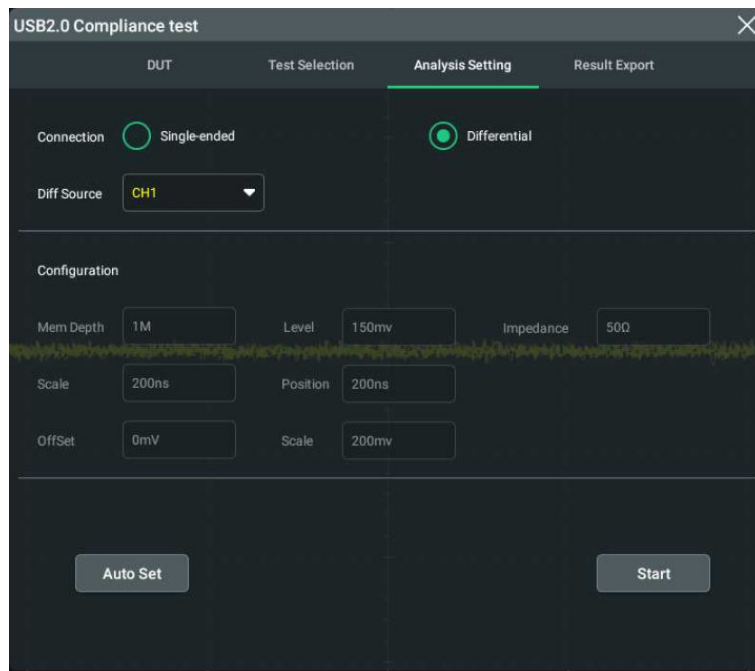 USB2.0 Compliance test
DUT Test Selection Analysis Setting Result Export
Connection Single-ended Differential
Diff Source CH1
Configuration
Mem Depth 1M Level 150mv Impedance 50Ω
Scale 200ns Position 200ns
OffSet 0mV Scale 200mv
Auto Set Start